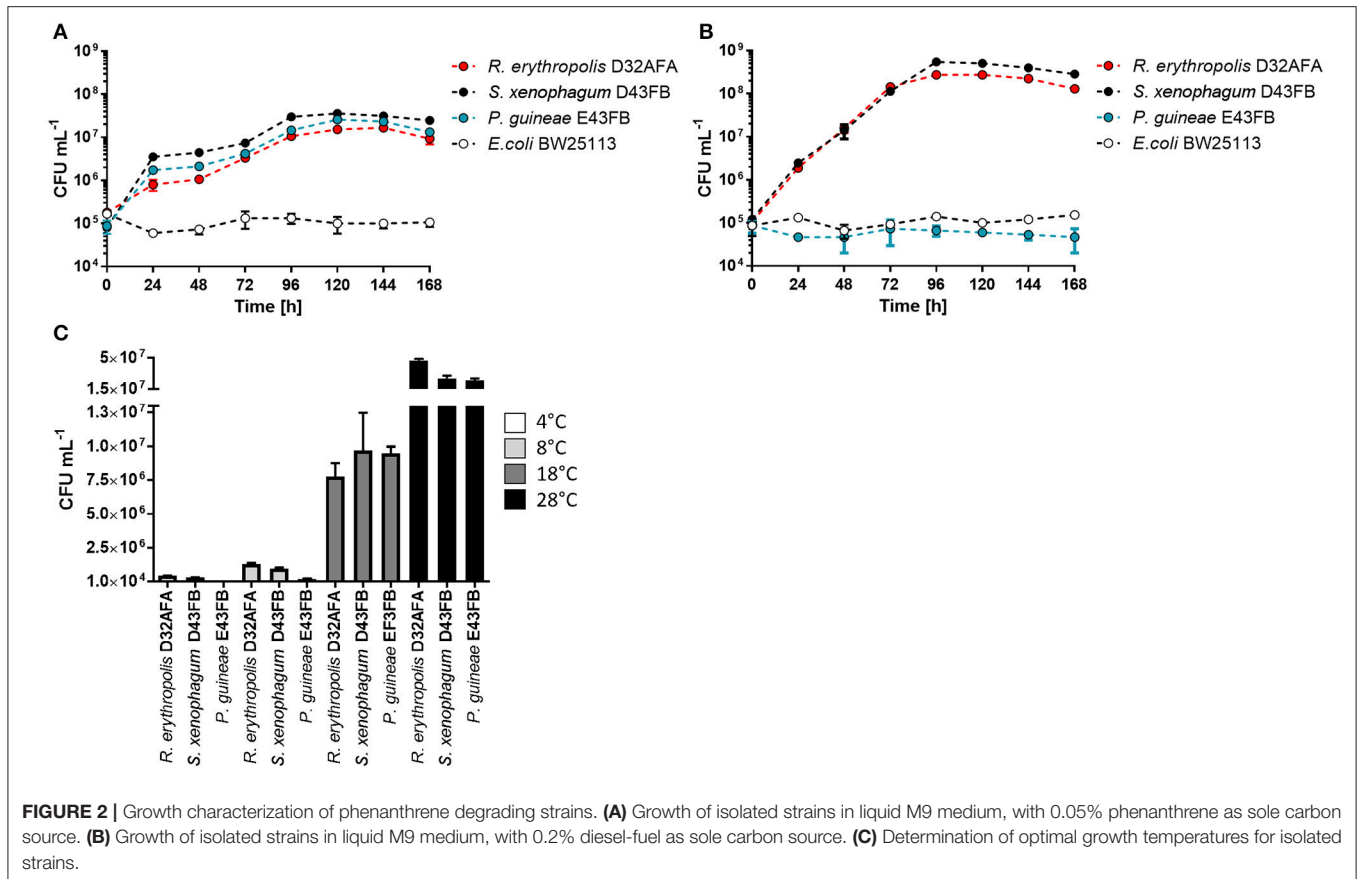 A
10⁹
10⁸
10⁷
10⁶
10⁵
10⁴
CFU mL⁻¹
0 24 48 72 96 120 144 168
Time [h]
R. erythropolis D32AFA
S. xenophagum D43FB
P. guineae E43FB
E.coli BW25113
B
10⁹
10⁸
10⁷
10⁶
10⁵
10⁴
CFU mL⁻¹
0 24 48 72 96 120 144 168
Time [h]
R. erythropolis D32AFA
S. xenophagum D43FB
P. guineae E43FB
E.coli BW25113
C
5×10⁷
1.5×10⁷
1.3×10⁷
1.0×10⁷
7.5×10⁶
5.0×10⁶
2.5×10⁶
1.0×10⁴
CFU mL⁻¹
4°C
8°C
18°C
28°C
R. erythropolis D32AFA
S. xenophagum D43FB
P. guineae E43FB
R. erythropolis D32AFA
S. xenophagum D43FB
P. guineae E43FB
R. erythropolis D32AFA
S. xenophagum D43FB
P. guineae EF3FB
R. erythropolis D32AFA
S. xenophagum D43FB
P. guineae E43FB
FIGURE 2 | Growth characterization of phenanthrene degrading strains. (A) Growth of isolated strains in liquid M9 medium, with 0.05% phenanthrene as sole carbon
source. (B) Growth of isolated strains in liquid M9 medium, with 0.2% diesel-fuel as sole carbon source. (C) Determination of optimal growth temperatures for isolated
strains.